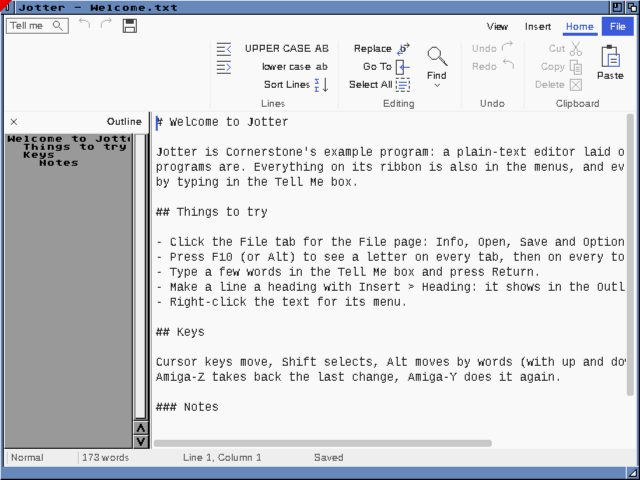 Jotter - Welcome.txt
Tell me
View Insert Home File
UPPER CASE AB
lower case ab
Sort Lines
Lines
Replace
Go To
Select All
Find
Editing
Undo
Redo
Undo
Cut
Copy
Delete
Paste
Clipboard
× Outline
Welcome to Jott
Things to try
Keys
Notes
# Welcome to Jotter
Jotter is Cornerstone's example program: a plain-text editor laid o
programs are. Everything on its ribbon is also in the menus, and ev
by typing in the Tell Me box.
## Things to try
- Click the File tab for the File page: Info, Open, Save and Option
- Press F10 (or Alt) to see a letter on every tab, then on every to
- Type a few words in the Tell Me box and press Return.
- Make a line a heading with Insert > Heading: it shows in the Outl
- Right-click the text for its menu.
## Keys
Cursor keys move, Shift selects, Alt moves by words (with up and do
Amiga-Z takes back the last change, Amiga-Y does it again.
### Notes
Normal 173 words Line 1, Column 1 Saved